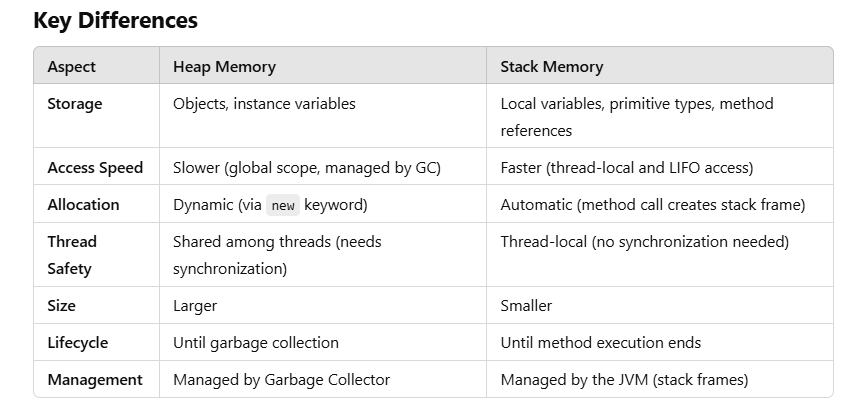 Key Differences
Aspect Heap Memory Stack Memory
Storage Objects, instance variables Local variables, primitive types, method
references
Access Speed Slower (global scope, managed by GC) Faster (thread-local and LIFO access)
Allocation Dynamic (via new keyword) Automatic (method call creates stack frame)
Thread Shared among threads (needs Thread-local (no synchronization needed)
Safety synchronization)
Size Larger Smaller
Lifecycle Until garbage collection Until method execution ends
Management Managed by Garbage Collector Managed by the JVM (stack frames)